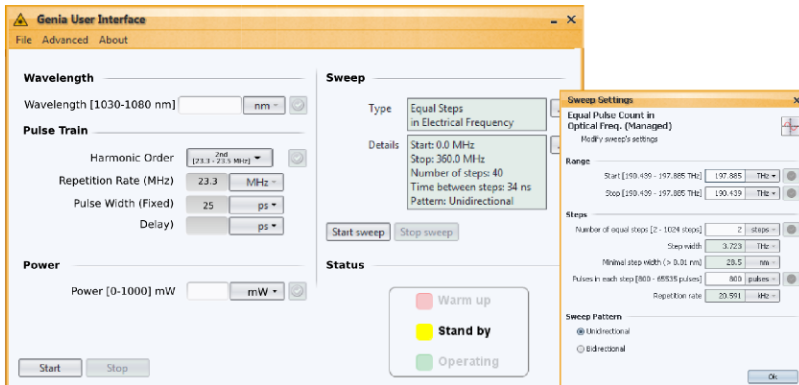 Genia User Interface
File Advanced About
Wavelength
Wavelength [1030-1080 nm] nm
Pulse Train
Harmonic Order 2nd
[23.3 - 23.5 MHz]
Repetition Rate (MHz) 23.3 MHz
Pulse Width (Fixed) 25 ps
Delay) ps
Power
Power [0-1000] mW mW
Start Stop
Sweep
Type Equal Steps
in Electrical Frequency
Details Start: 0.0 MHz
Stop: 360.0 MHz
Number of steps: 40
Time between steps: 34 ns
Pattern: Unidirectional
Start sweep Stop sweep
Status
Warm up
Stand by
Operating
Sweep Settings
Equal Pulse Count in
Optical Freq. (Managed)
Modify sweep's settings
Range
Start [190.439 - 197.885 THz] 197.885 THz
Stop [190.439 - 197.885 THz] 190.439 THz
Steps
Number of equal steps [2 - 1024 steps] 2 steps
Step width 3.723 THz
Minimal step width (> 0.01 nm) 28.5 nm
Pulses in each step [800 - 65535 pulses] 800 pulses
Repetition rate 20.591 kHz
Sweep Pattern
Unidirectional
Bidirectional
Ok